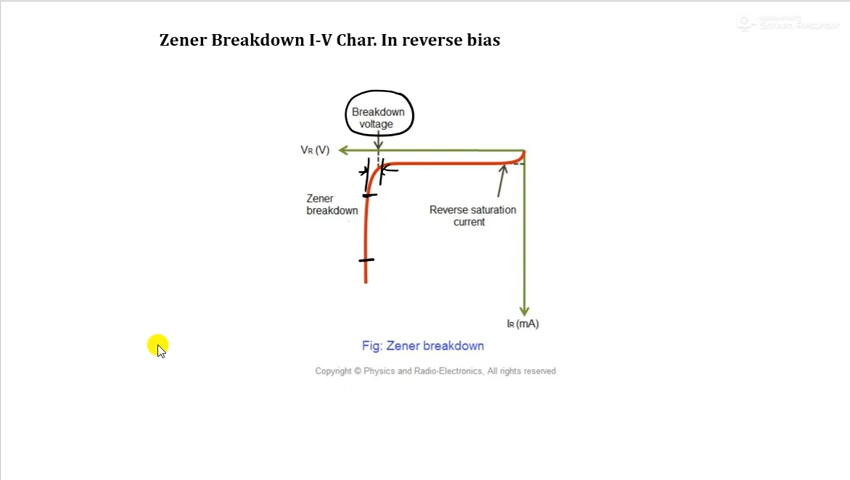 Zener Breakdown I-V Char. In reverse bias
Breakdown
voltage
VR (V)
Zener
breakdown
Reverse saturation
current
IR (mA)
Fig: Zener breakdown
Copyright © Physics and Radio-Electronics, All rights reserved